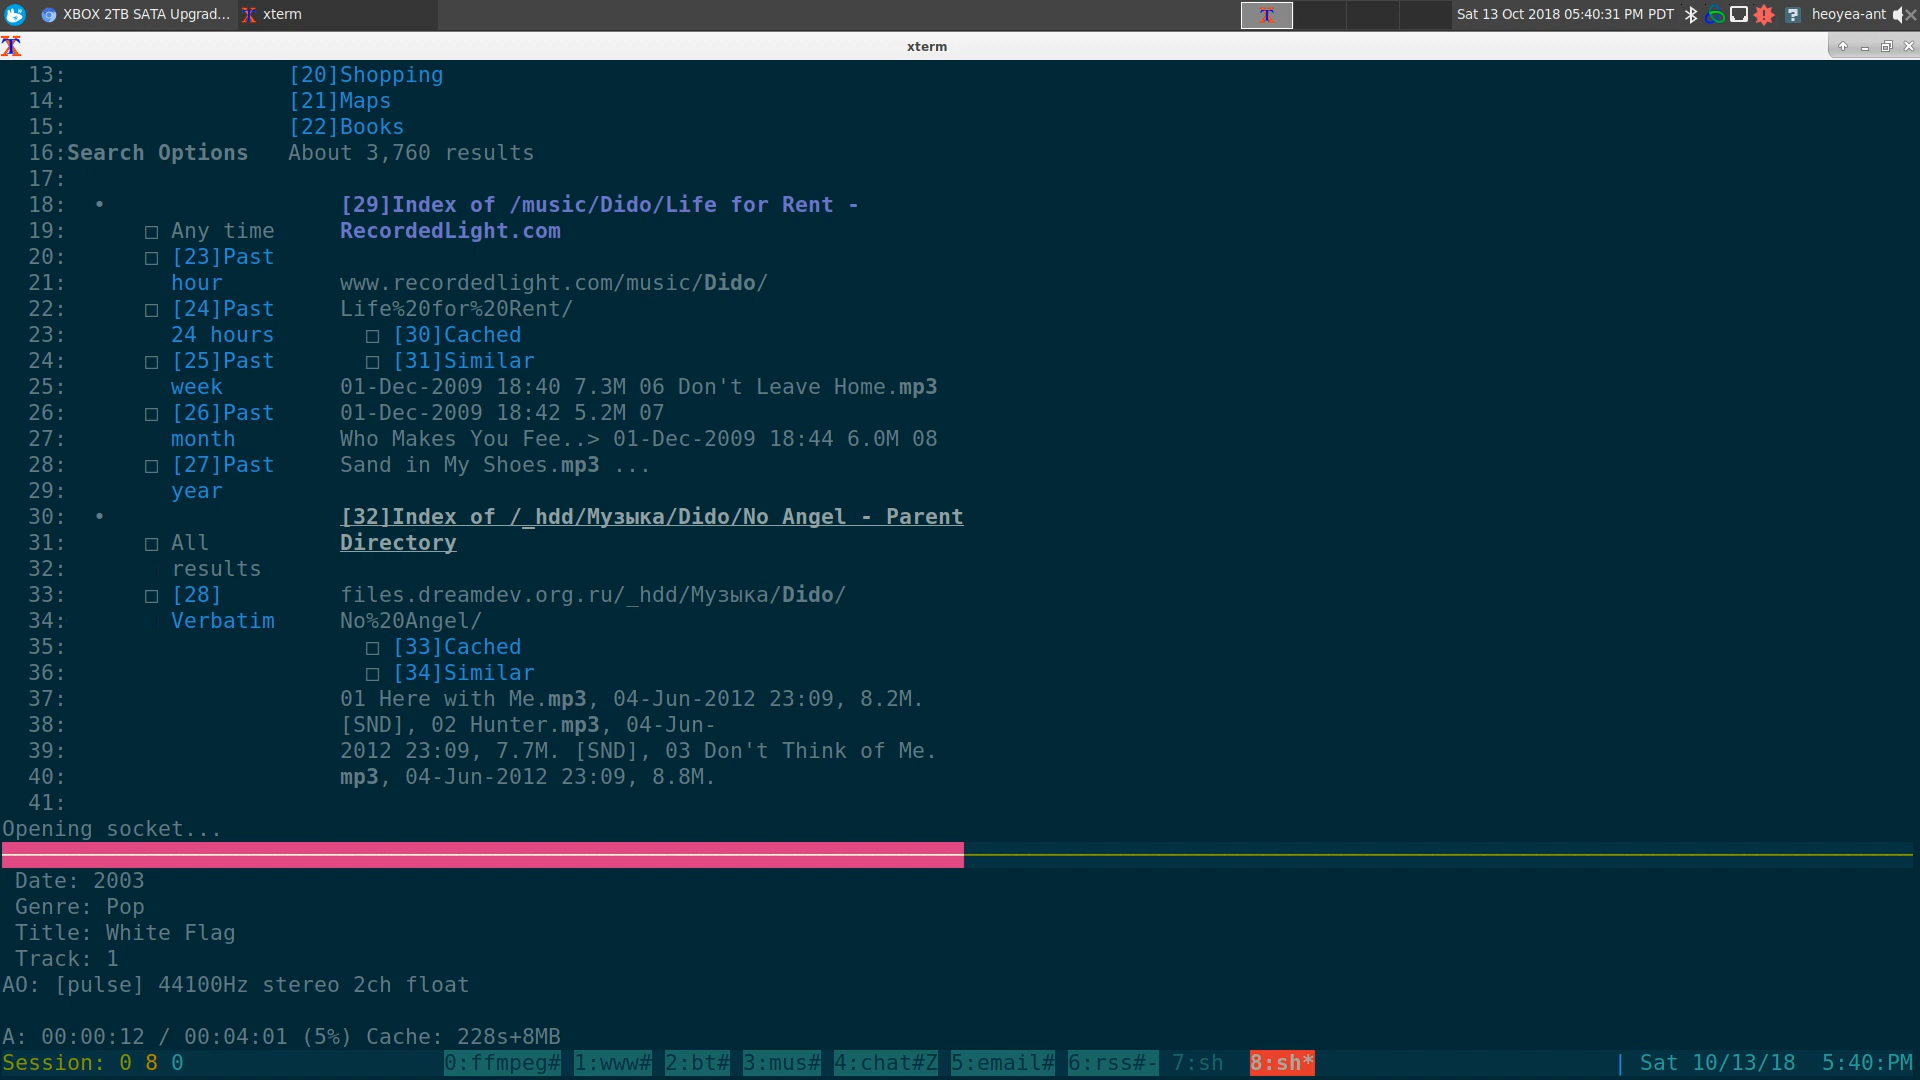 XBOX 2TB SATA Upgrad... xterm Sat 13 Oct 2018 05:40:31 PM PDT heoyea-ant
xterm
13: [20]Shopping
14: [21]Maps
15: [22]Books
16:Search Options About 3,760 results
17:
18: • [29]Index of /music/Dido/Life for Rent -
19: □ Any time RecordedLight.com
20: □ [23]Past
21: hour www.recordedlight.com/music/Dido/
22: □ [24]Past Life%20for%20Rent/
23: 24 hours □ [30]Cached
24: □ [25]Past □ [31]Similar
25: week 01-Dec-2009 18:40 7.3M 06 Don't Leave Home.mp3
26: □ [26]Past 01-Dec-2009 18:42 5.2M 07
27: month Who Makes You Fee..> 01-Dec-2009 18:44 6.0M 08
28: □ [27]Past Sand in My Shoes.mp3 ...
29: year
30: • [32]Index of /_hdd/Музыка/Dido/No Angel - Parent
31: □ All Directory
32: results
33: □ [28] files.dreamdev.org.ru/_hdd/Музыка/Dido/
34: Verbatim No%20Angel/
35: □ [33]Cached
36: □ [34]Similar
37: 01 Here with Me.mp3, 04-Jun-2012 23:09, 8.2M.
38: [SND], 02 Hunter.mp3, 04-Jun-
39: 2012 23:09, 7.7M. [SND], 03 Don't Think of Me.
40: mp3, 04-Jun-2012 23:09, 8.8M.
41:
Opening socket...
Date: 2003
Genre: Pop
Title: White Flag
Track: 1
AO: [pulse] 44100Hz stereo 2ch float
A: 00:00:12 / 00:04:01 (5%) Cache: 228s+8MB
Session: 0 8 0 0:ffmpeg# 1:www# 2:bt# 3:mus# 4:chat#Z 5:email# 6:rss#- 7:sh 8:sh* | Sat 10/13/18 5:40:PM